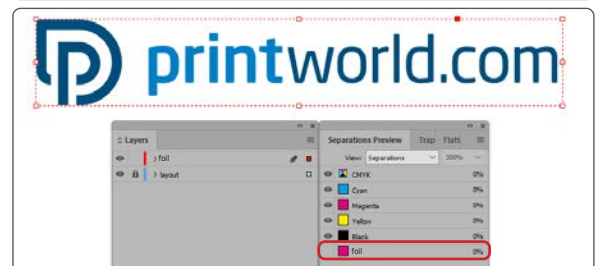 printworld.com
Layers
foil
layout
Separations Preview Trap Flatt
View: Separations 300%
CMYK 0%
Cyan 0%
Magenta 0%
Yellow 0%
Black 0%
foil 0%